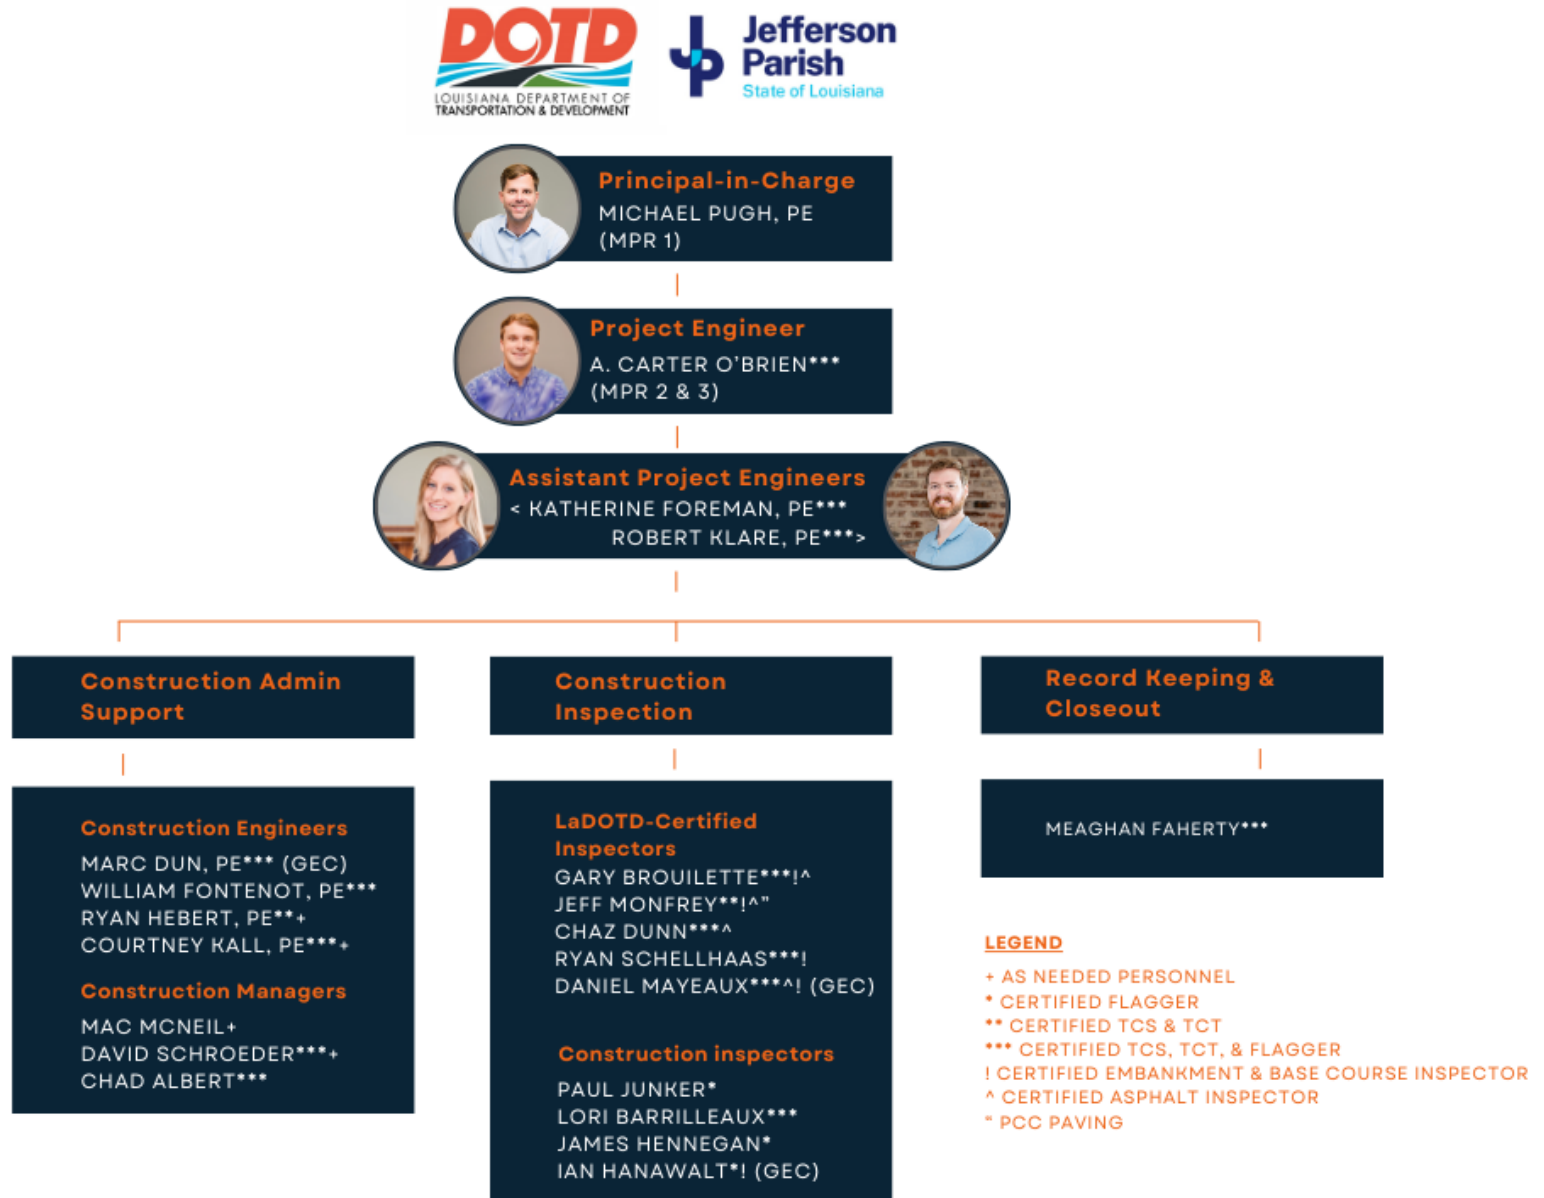 DOTD
LOUISIANA DEPARTMENT OF
TRANSPORTATION & DEVELOPMENT
JP
Jefferson
Parish
State of Louisiana
Principal-in-Charge
MICHAEL PUGH, PE
(MPR 1)
Project Engineer
A. CARTER O'BRIEN***
(MPR 2 & 3)
Assistant Project Engineers
< KATHERINE FOREMAN, PE***
ROBERT KLARE, PE***>
Construction Admin
Support
Construction Engineers
MARC DUN, PE*** (GEC)
WILLIAM FONTENOT, PE***
RYAN HEBERT, PE**+
COURTNEY KALL, PE***+
Construction Managers
MAC MCNEIL+
DAVID SCHROEDER***+
CHAD ALBERT***
Construction
Inspection
LaDOTD-Certified
Inspectors
GARY BROUILETTE***!^
JEFF MONFREY**!^”
CHAZ DUNN***^
RYAN SCHELLHAAS***!
DANIEL MAYEAUX***^! (GEC)
Construction inspectors
PAUL JUNKER*
LORI BARRILLEAUX***
JAMES HENNEGAN*
IAN HANAWALT*! (GEC)
Record Keeping &
Closeout
MEAGHAN FAHERTY***
LEGEND
+ AS NEEDED PERSONNEL
* CERTIFIED FLAGGER
** CERTIFIED TCS & TCT
*** CERTIFIED TCS, TCT, & FLAGGER
! CERTIFIED EMBANKMENT & BASE COURSE INSPECTOR
^ CERTIFIED ASPHALT INSPECTOR
“ PCC PAVING